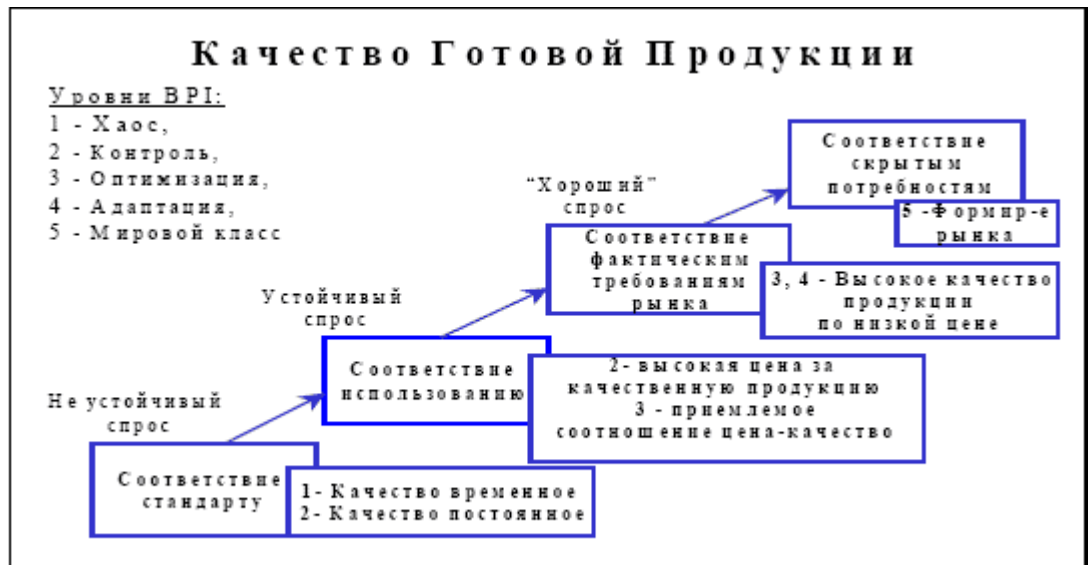 Качество Готовой Продукции
Уровни BPI:
1 - Хаос,
2 - Контроль,
3 - Оптимизация,
4 - Адаптация,
5 - Мировой класс
Соответствие
скрытым
потребностям
5 -Формир-е
рынка
"Хороший"
спрос
Соответствие
фактическим
требованиям
рынка
3, 4 - Высокое качество
продукции
по низкой цене
Устойчивый
спрос
Соответствие
использованию
2- высокая цена за
качественную продукцию
3 - приемлемое
соотношение цена-качество
Не устойчивый
спрос
Соответствие
стандарту
1- Качество временное
2- Качество постоянное